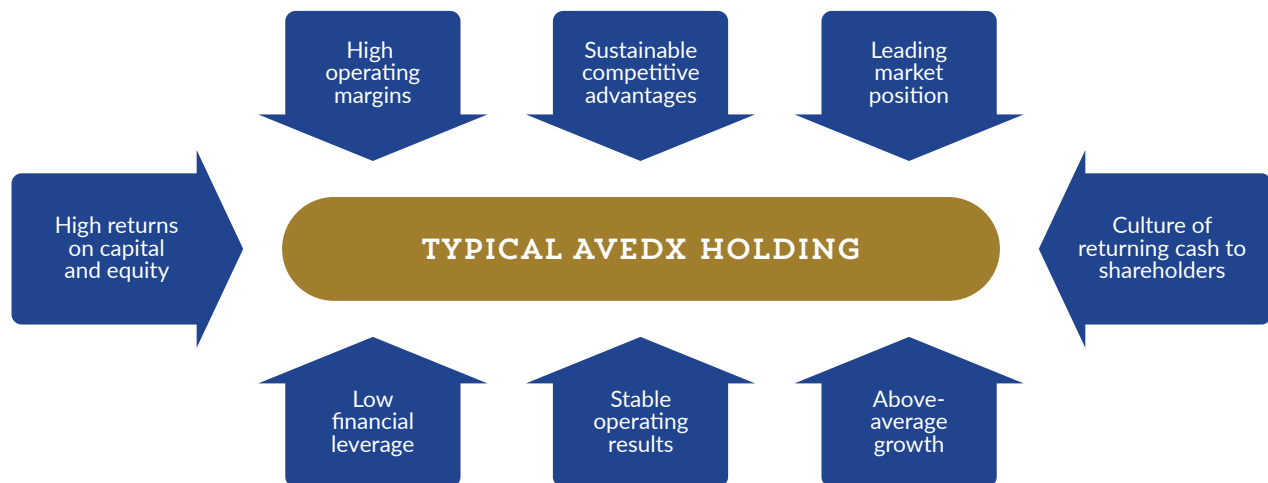 High
operating
margins
Sustainable
competitive
advantages
Leading
market
position
High returns
on capital
and equity
TYPICAL AVEDX HOLDING
Culture of
returning cash to
shareholders
Low
financial
leverage
Stable
operating
results
Above-
average
growth